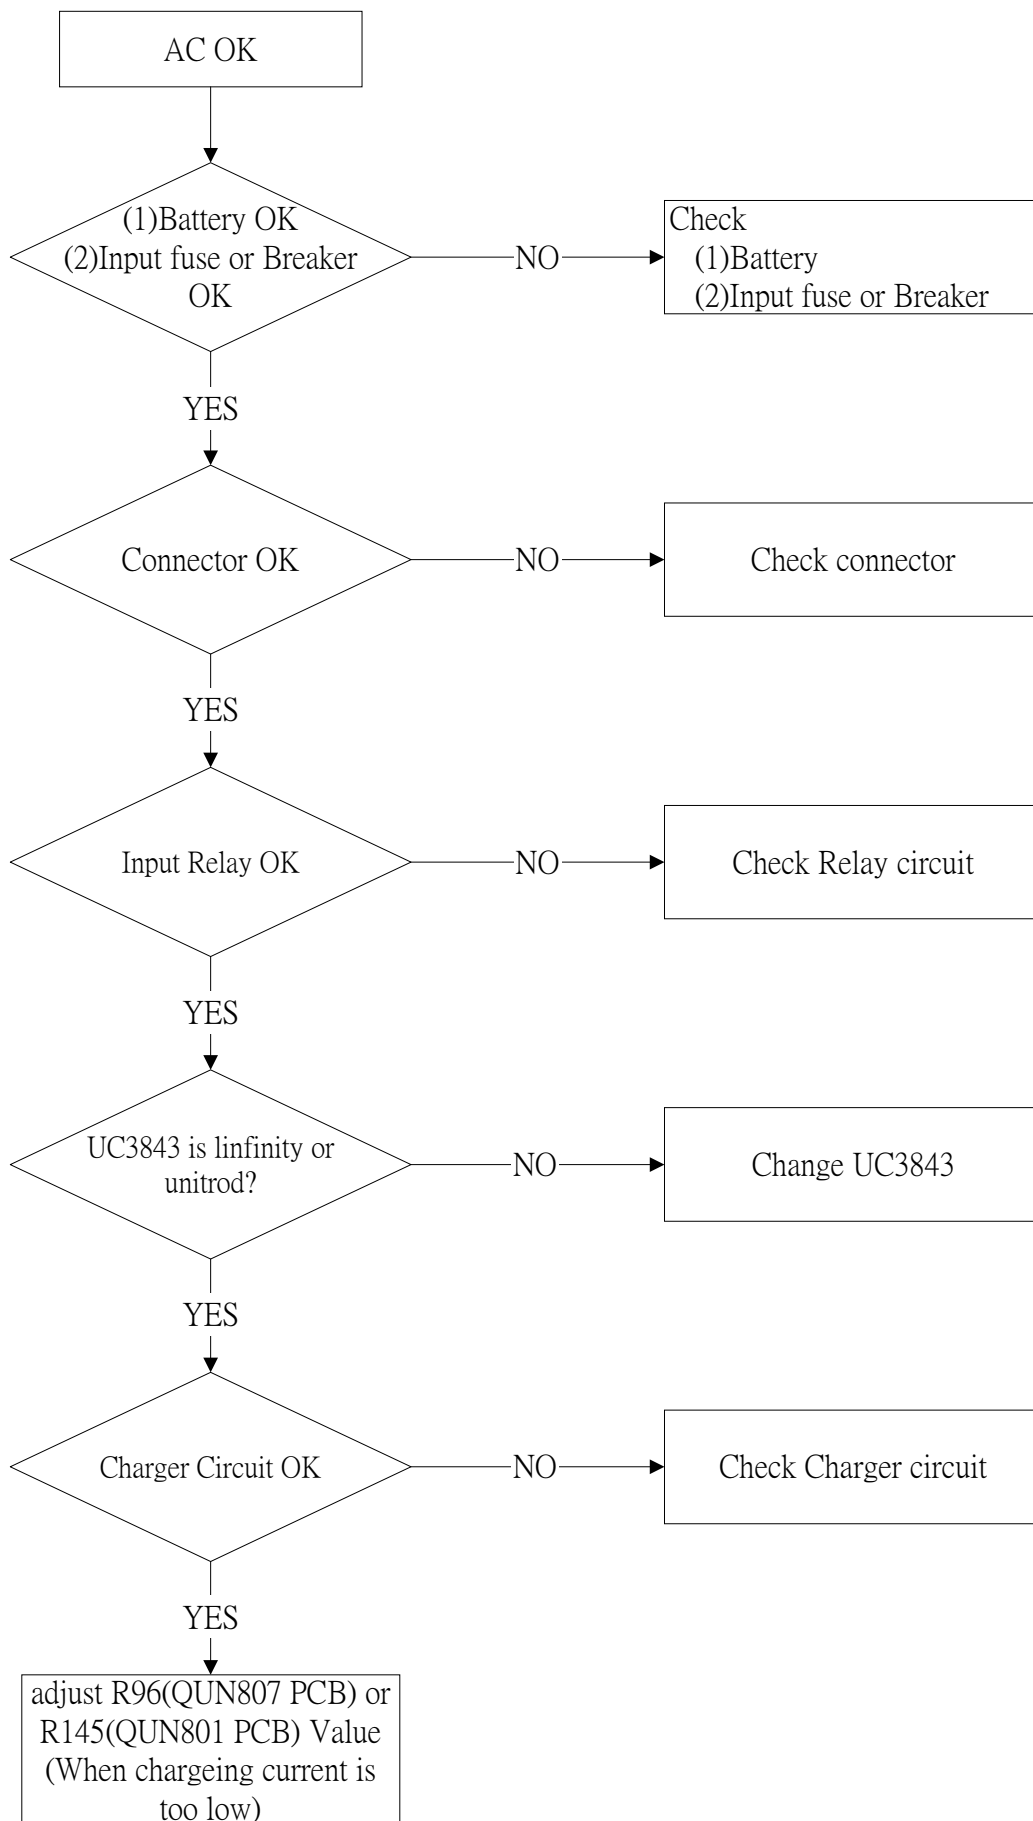 AC OK
(1)Battery OK
(2)Input fuse or Breaker
OK
NO
Check
(1)Battery
(2)Input fuse or Breaker
YES
Connector OK
NO
Check connector
YES
Input Relay OK
NO
Check Relay circuit
YES
UC3843 is linfinity or
unitrod?
NO
Change UC3843
YES
Charger Circuit OK
NO
Check Charger circuit
YES
adjust R96(QUN807 PCB) or
R145(QUN801 PCB) Value
(When chargeing current is
too low)